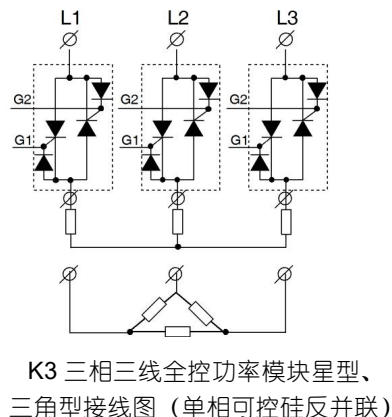 L1 L2 L3
G2 G2 G2
G1 G1 G1
K3 三相三线全控功率模块星型、
三角型接线图（单相可控硅反并联）